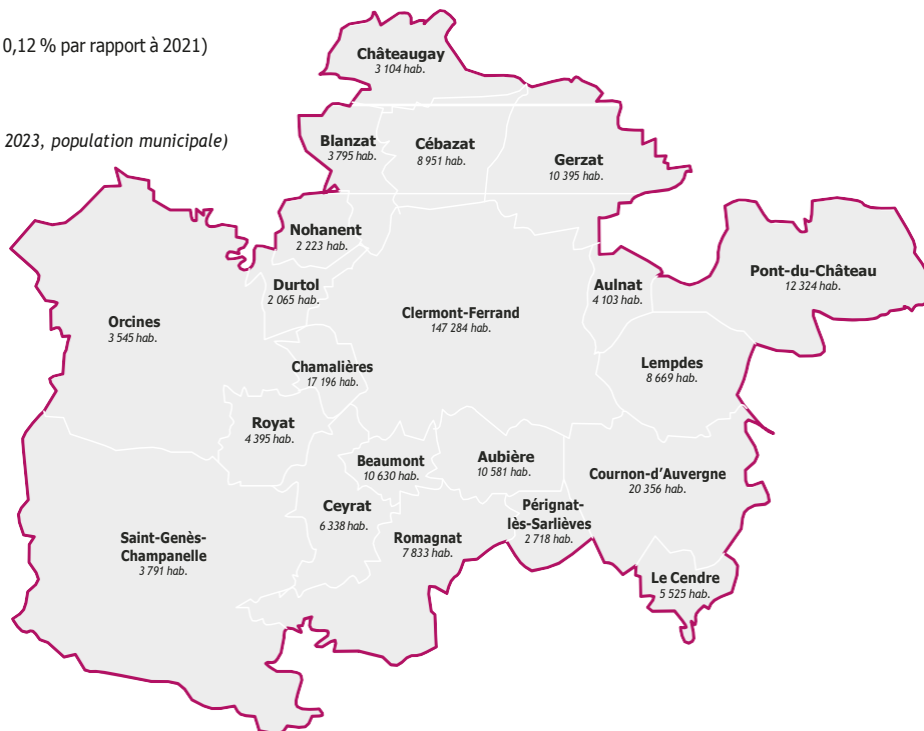 0,12 % par rapport à 2021)
Châteaugay
3 104 hab.
2023, population municipale)
Blanzat
3 795 hab.
Cébazat
8 951 hab.
Gerzat
10 395 hab.
Nohanent
2 223 hab.
Durtol
2 065 hab.
Clermont-Ferrand
147 284 hab.
Aulnat
4 103 hab.
Pont-du-Château
12 324 hab.
Orcines
3 545 hab.
Chamalières
17 196 hab.
Lempdes
8 669 hab.
Royat
4 395 hab.
Beaumont
10 630 hab.
Aubière
10 581 hab.
Cournon-d’Auvergne
20 356 hab.
Ceyrat
6 338 hab.
Pérignat-
lès-Sarlièves
2 718 hab.
Saint-Genès-
Champanelle
3 791 hab.
Romagnat
7 833 hab.
Le Cendre
5 525 hab.